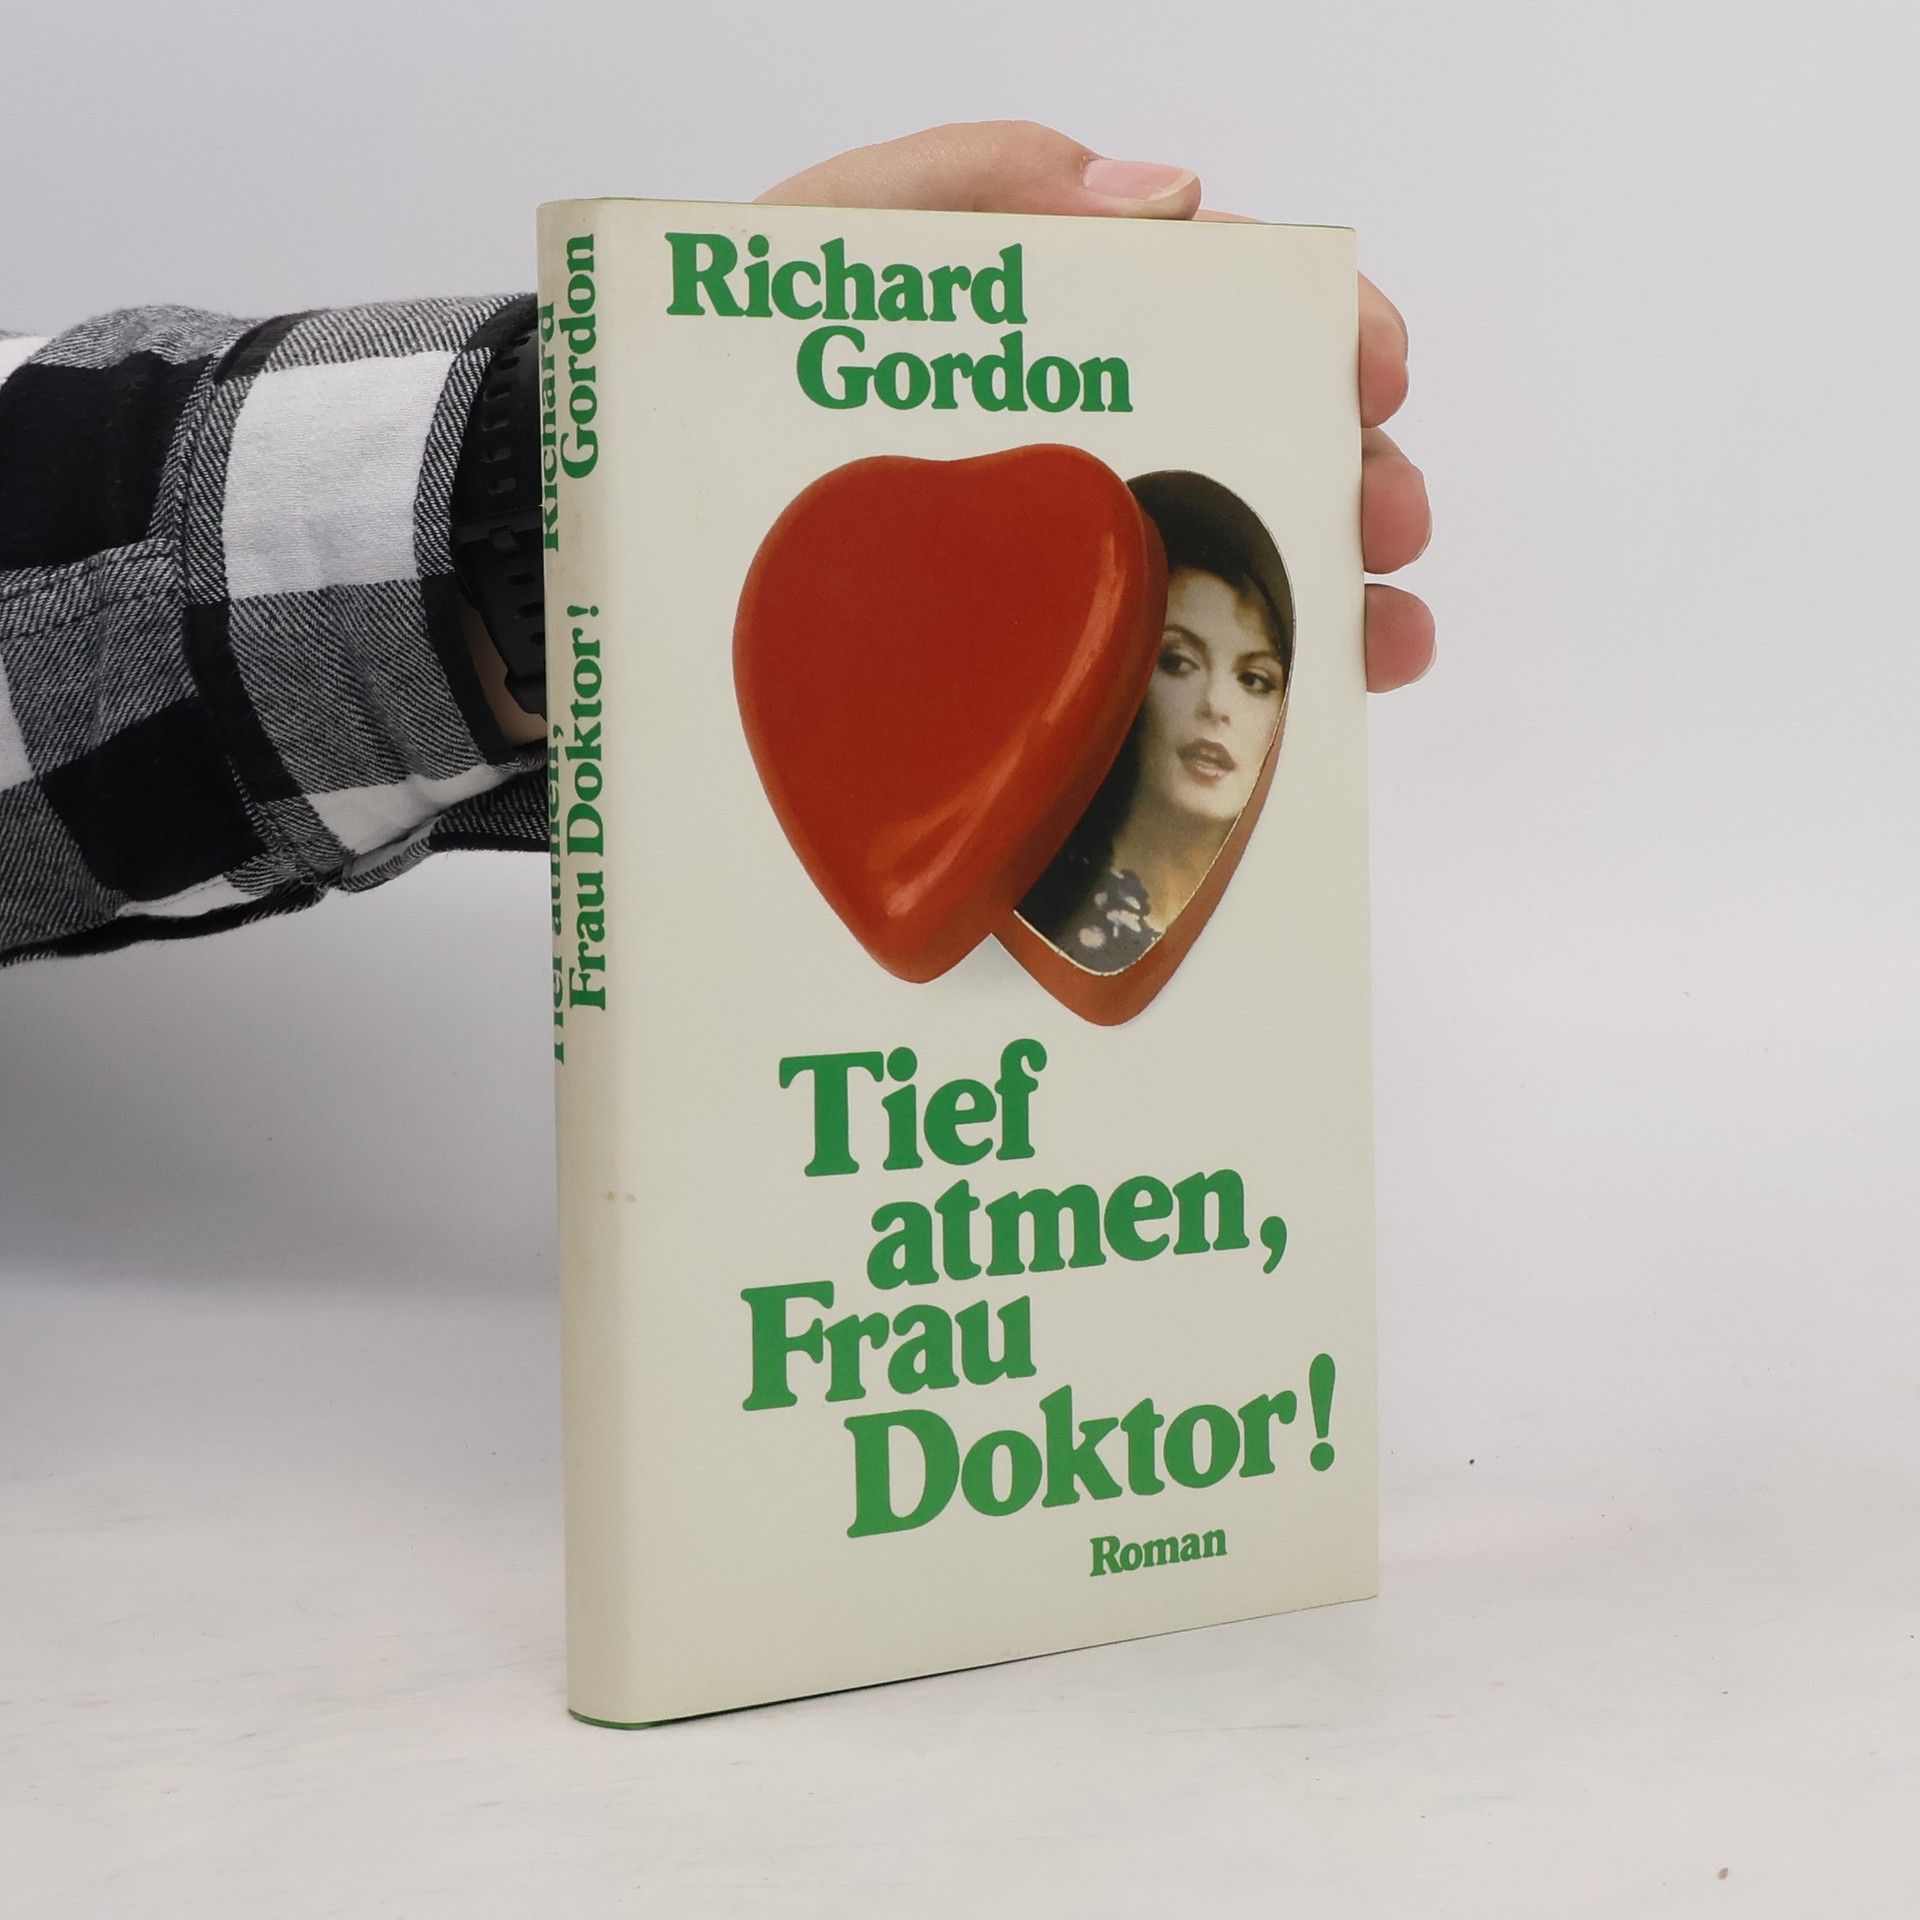 Richard
Gordon
Tief
atmen,
Frau
Doktor!
Roman
Richard
Gordon
Tief atmen,
Frau Doktor!